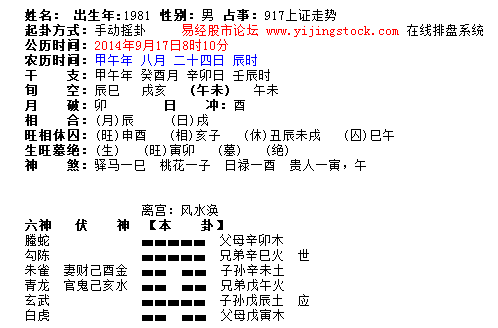 姓名： 出生年:1981 性别：男 占事：917上证走势
起卦方式：手动摇卦 易经股市论坛 www.yijingstock.com 在线排盘系统
公历时间：2014年9月17日8时10分
农历时间：甲午年 八月 二十四日 辰时
干 支：甲午年 癸酉月 辛卯日 壬辰时
旬 空：辰巳 戌亥 (午未) 午未
月 破：卯 日 冲：酉
相 合：(月)辰 (日)戌
旺相休囚：(旺)申酉 (相)亥子 (休)丑辰未戌 (囚)巳午
生旺墓绝：(生) (旺)寅卯 (墓) (绝)
神 煞：驿马—巳 桃花—子 日禄—酉 贵人—寅，午
离宫：风水涣
六神 伏 神 【本 卦】
螣蛇 父母辛卯木
勾陈 兄弟辛巳火 世
朱雀 妻财己酉金 子孙辛未土
青龙 官鬼己亥水 兄弟戊午火
玄武 子孙戊辰土 应
白虎 父母戊寅木